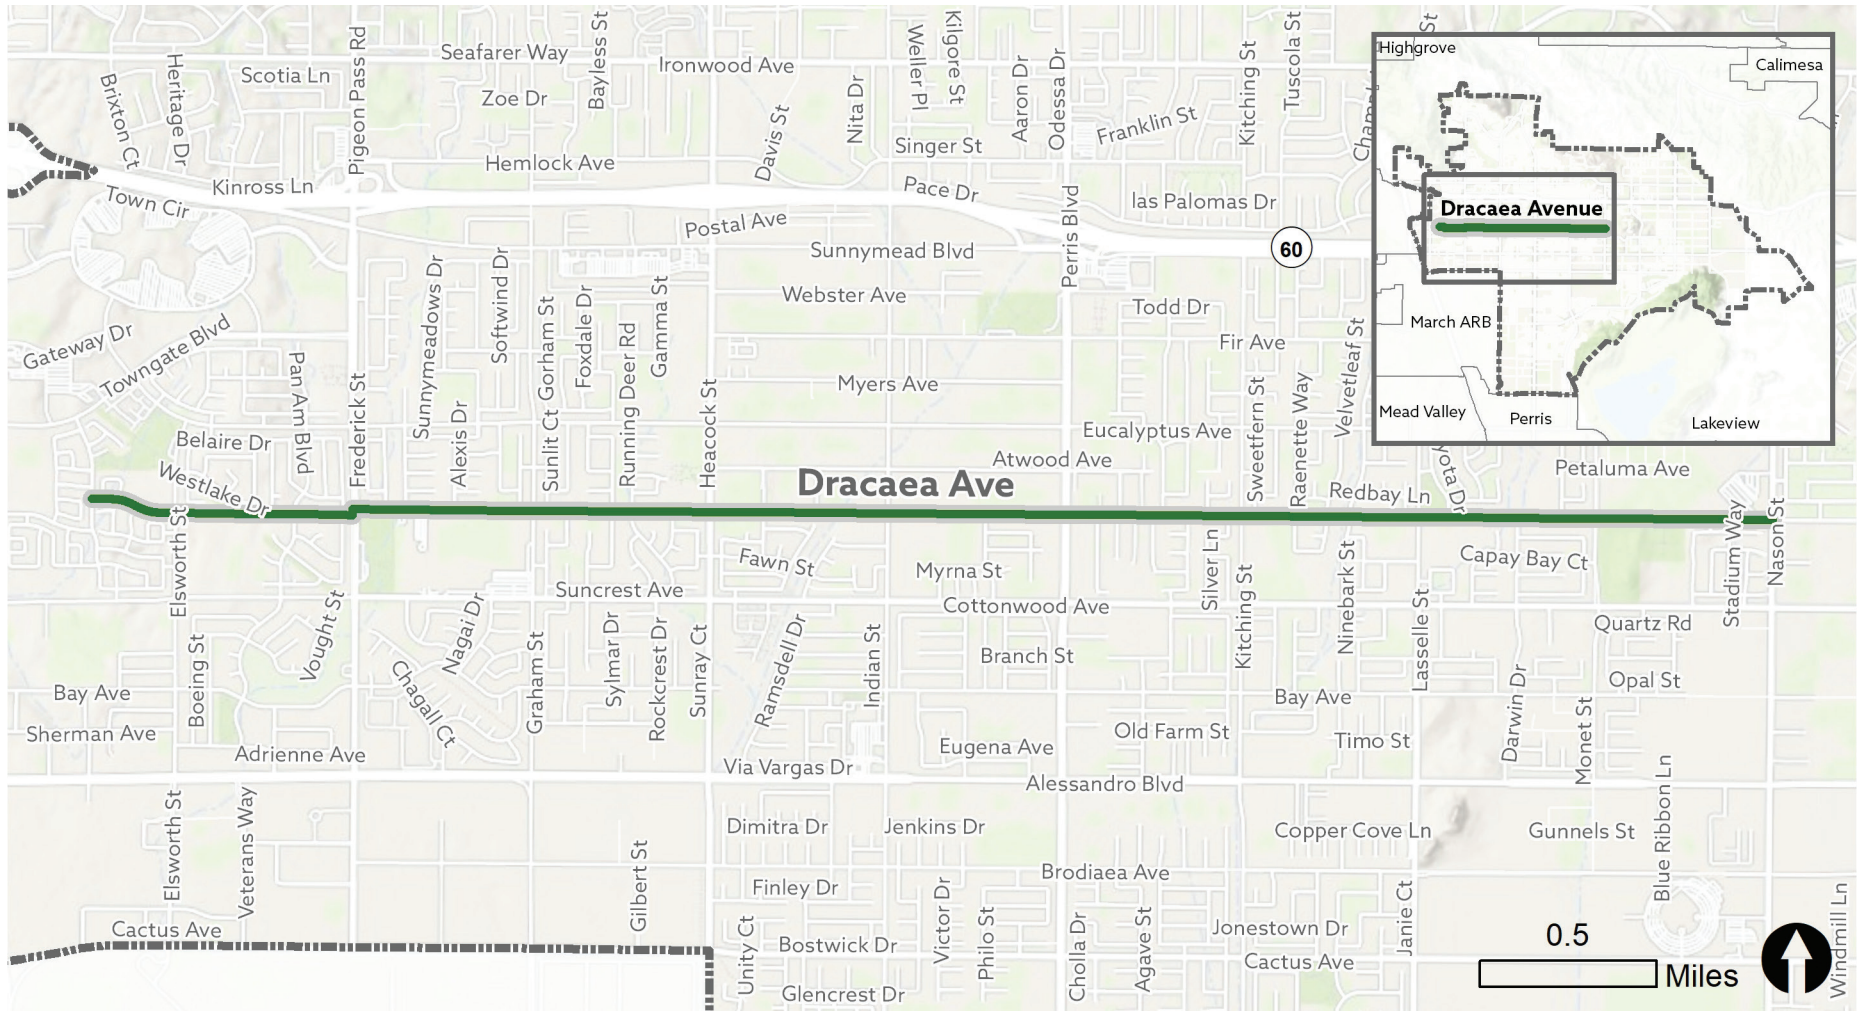 Seafarer Way
Bayless St
Kilgore St
Weller Pl
Tuscola St
Pigeon Pass Rd
Heritage Dr
Brixton Ct
Scotia Ln
Zoe Dr
Ironwood Ave
Nita Dr
Aaron Dr
Odessa Dr
Kitching St
Franklin St
Davis St
Singer St
Hemlock Ave
Kinross Ln
Town Cir
Pace Dr
Postal Ave
las Palomas Dr
Perris Blvd
Sunnymead Blvd
60
Webster Ave
Todd Dr
Sunnymeadows Dr
Softwind Dr
Gorham St
Foxdale Dr
Gamma St
Running Deer Rd
Gateway Dr
Towngate Blvd
Pan Am Blvd
Frederick St
Alexis Dr
Sunlit Ct
Heacock St
Fir Ave
Myers Ave
Sweetfern St
Raenette Way
Velvetleaf St
Belaire Dr
Eucalyptus Ave
Atwood Ave
Westlake Dr
Dracaea Ave
Redbay Ln
yota Dr
Petaluma Ave
Elsworth St
Stadium Way
Nason St
Fawn St
Myrna St
Silver Ln
Kitching St
Ninebark St
Capay Bay Ct
Suncrest Ave
Cottonwood Ave
Lasselle St
Quartz Rd
Boeing St
Vought St
Nagai Dr
Chagall Ct
Graham St
Sylmar Dr
Rockcrest Dr
Sunray Ct
Ramsdell Dr
Indian St
Branch St
Opal St
Bay Ave
Bay Ave
Darwin Dr
Monet St
Sherman Ave
Adrienne Ave
Old Farm St
Timo St
Eugena Ave
Via Vargas Dr
Alessandro Blvd
Elsworth St
Veterans Way
Dimitra Dr
Jenkins Dr
Copper Cove Ln
Gunnels St
Blue Ribbon Ln
Gilbert St
Brodiaea Ave
Finley Dr
Victor Dr
Philo St
Cholla Dr
Agave St
Janie Ct
Windmill Ln
Cactus Ave
Unity Ct
Bostwick Dr
Jonestown Dr
Cactus Ave
Glencrest Dr
0.5
Miles
Highgrove
Calimesa
Dracaea Avenue
March ARB
Mead Valley
Perris
Lakeview